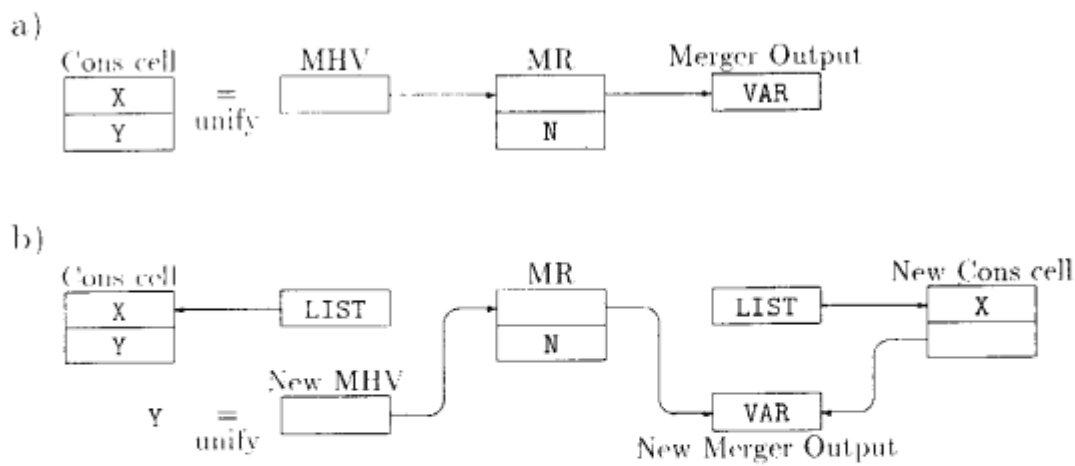 a)
Cons cell MHV MR Merger Output
X = VAR
Y unify N
b)
Cons cell MR New Cons cell
X LIST LIST X
Y N
New MHV
Y = VAR
unify New Merger Output